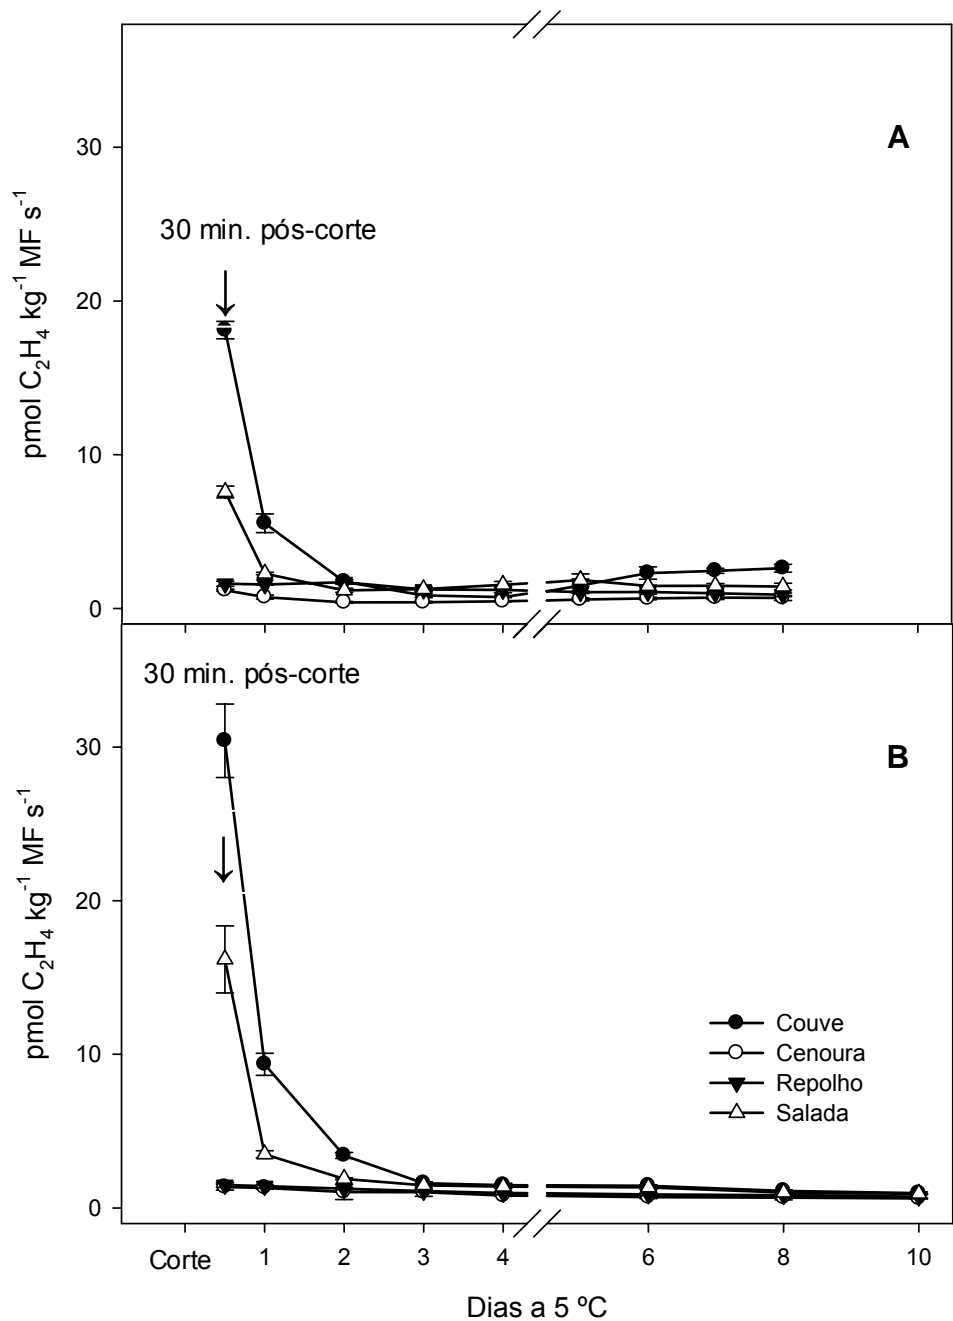 A
30
30 min. pós-corte
20
10
0
pmol C₂H₄ kg⁻¹ MF s⁻¹
30 min. pós-corte
B
30
20
10
0
pmol C₂H₄ kg⁻¹ MF s⁻¹
Couve
Cenoura
Repolho
Salada
Corte 1 2 3 4 6 8 10
Dias a 5 ºC